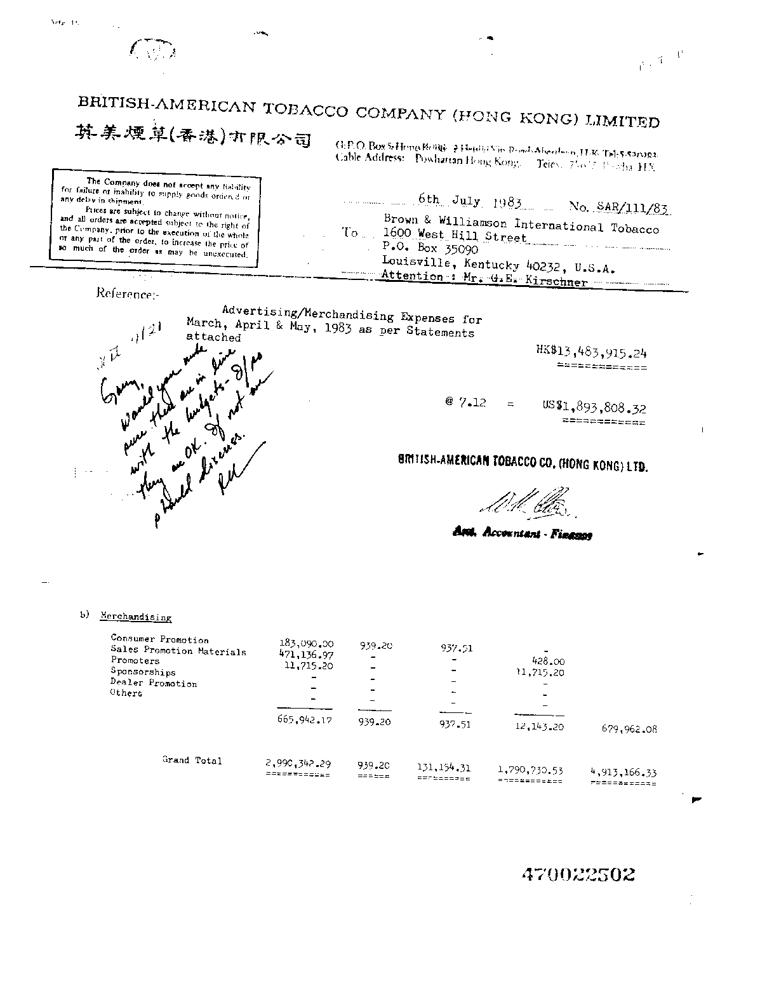 BRITISH-AMERICAN TOBACCO COMPANY (HONG KONG) LIMITED
英美煙草(香港)有限公司
G.P.O. Box Hong Kong.
Cable Address: Powhattan Hong Kong.
The Company does not accept any liability
for failure or inability to supply goods ordered or
any delay in shipment.
Prices are subject to change without notice,
and all orders are accepted subject to the right of
the Company, prior to the execution of the whole
or any part of the order, to increase the price of
so much of the order as may be unexecuted.
6th July 1983 No. SAR/111/83
To
Brown & Williamson International Tobacco
1600 West Hill Street
P.O. Box 35090
Louisville, Kentucky 40232, U.S.A.
Attention : Mr. G.E. Kirschner
Reference:-
Advertising/Merchandising Expenses for
March, April & May, 1983 as per Statements
attached
HK$13,483,915.24
=============
@ 7.12 = US$1,893,808.32
============
Would you make
sure these are in line
with the budgets - If so
they are OK. If not we
should discuss.
BRITISH-AMERICAN TOBACCO CO. (HONG KONG) LTD.
Asst. Accountant - Finance
b) Merchandising
Consumer Promotion 183,090.00 939.20 937.51 -
Sales Promotion Materials 471,136.97 - - 428.00
Promoters 11,715.20 - - 11,715.20
Sponsorships - - - -
Dealer Promotion - - - -
Others - - - -
665,942.17 939.20 937.51 12,143.20 679,962.08
Grand Total 2,990,342.29 939.20 131,154.31 1,790,730.53 4,913,166.33
470022502